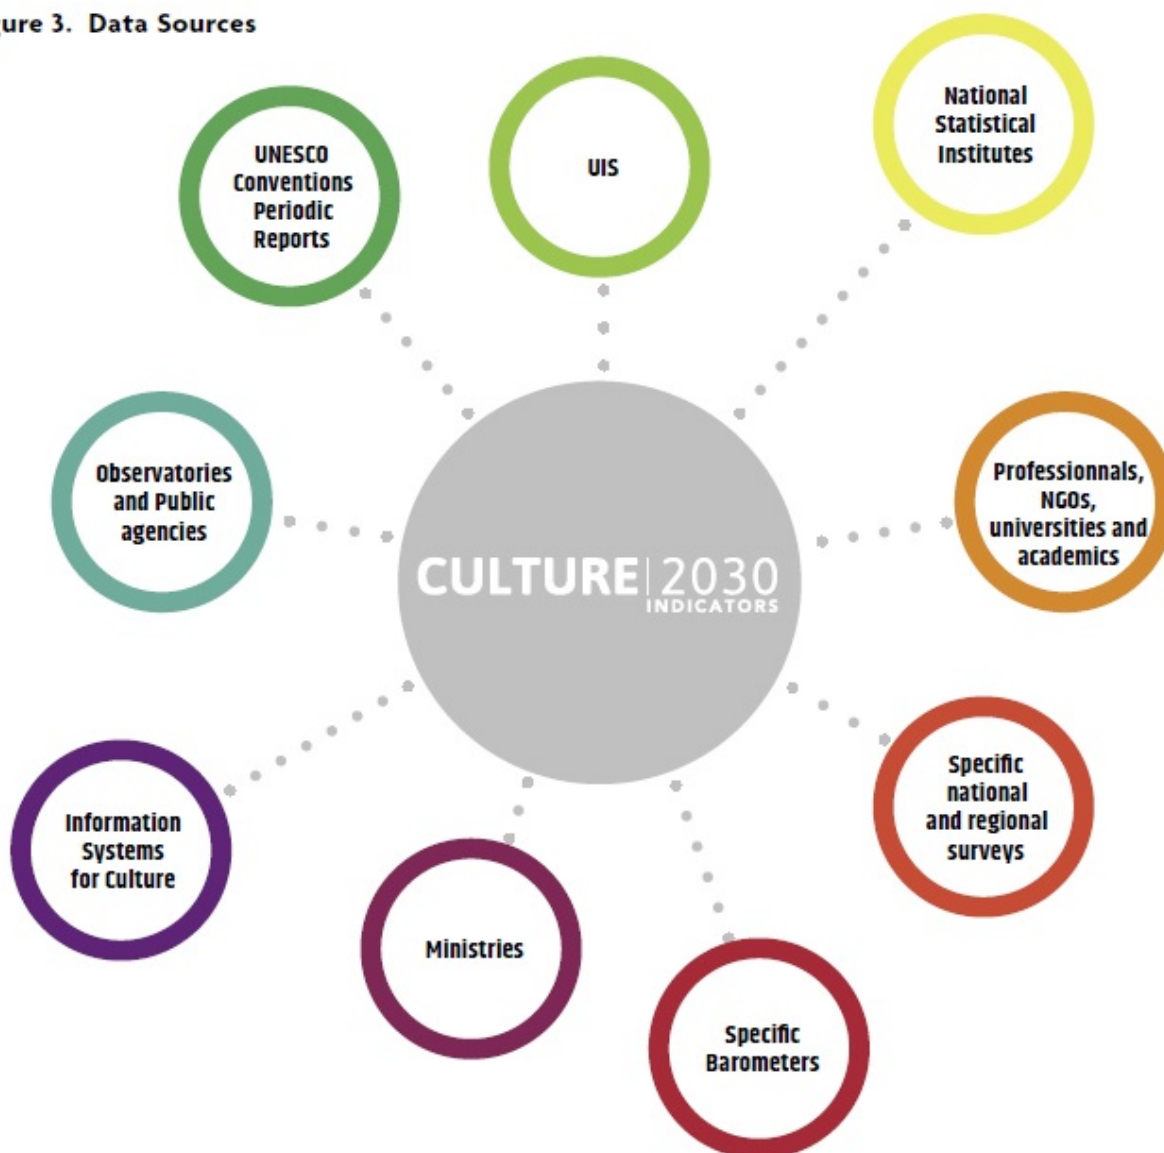 ure 3. Data Sources
UNESCO
Conventions
Periodic
Reports
UIS
National
Statistical
Institutes
Observatories
and Public
agencies
Professionnals,
NGOs,
universities and
academics
CULTURE|2030
INDICATORS
Information
Systems
for Culture
Specific
national
and regional
surveys
Ministries
Specific
Barometers